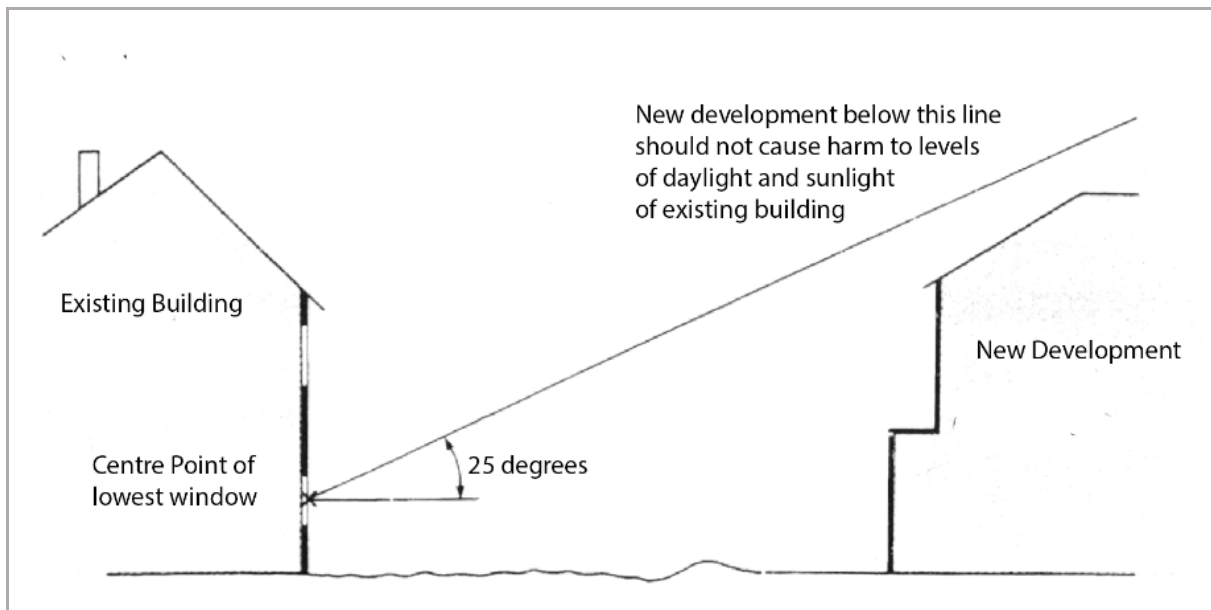 New development below this line
should not cause harm to levels
of daylight and sunlight
of existing building
Existing Building
New Development
Centre Point of
lowest window
25 degrees